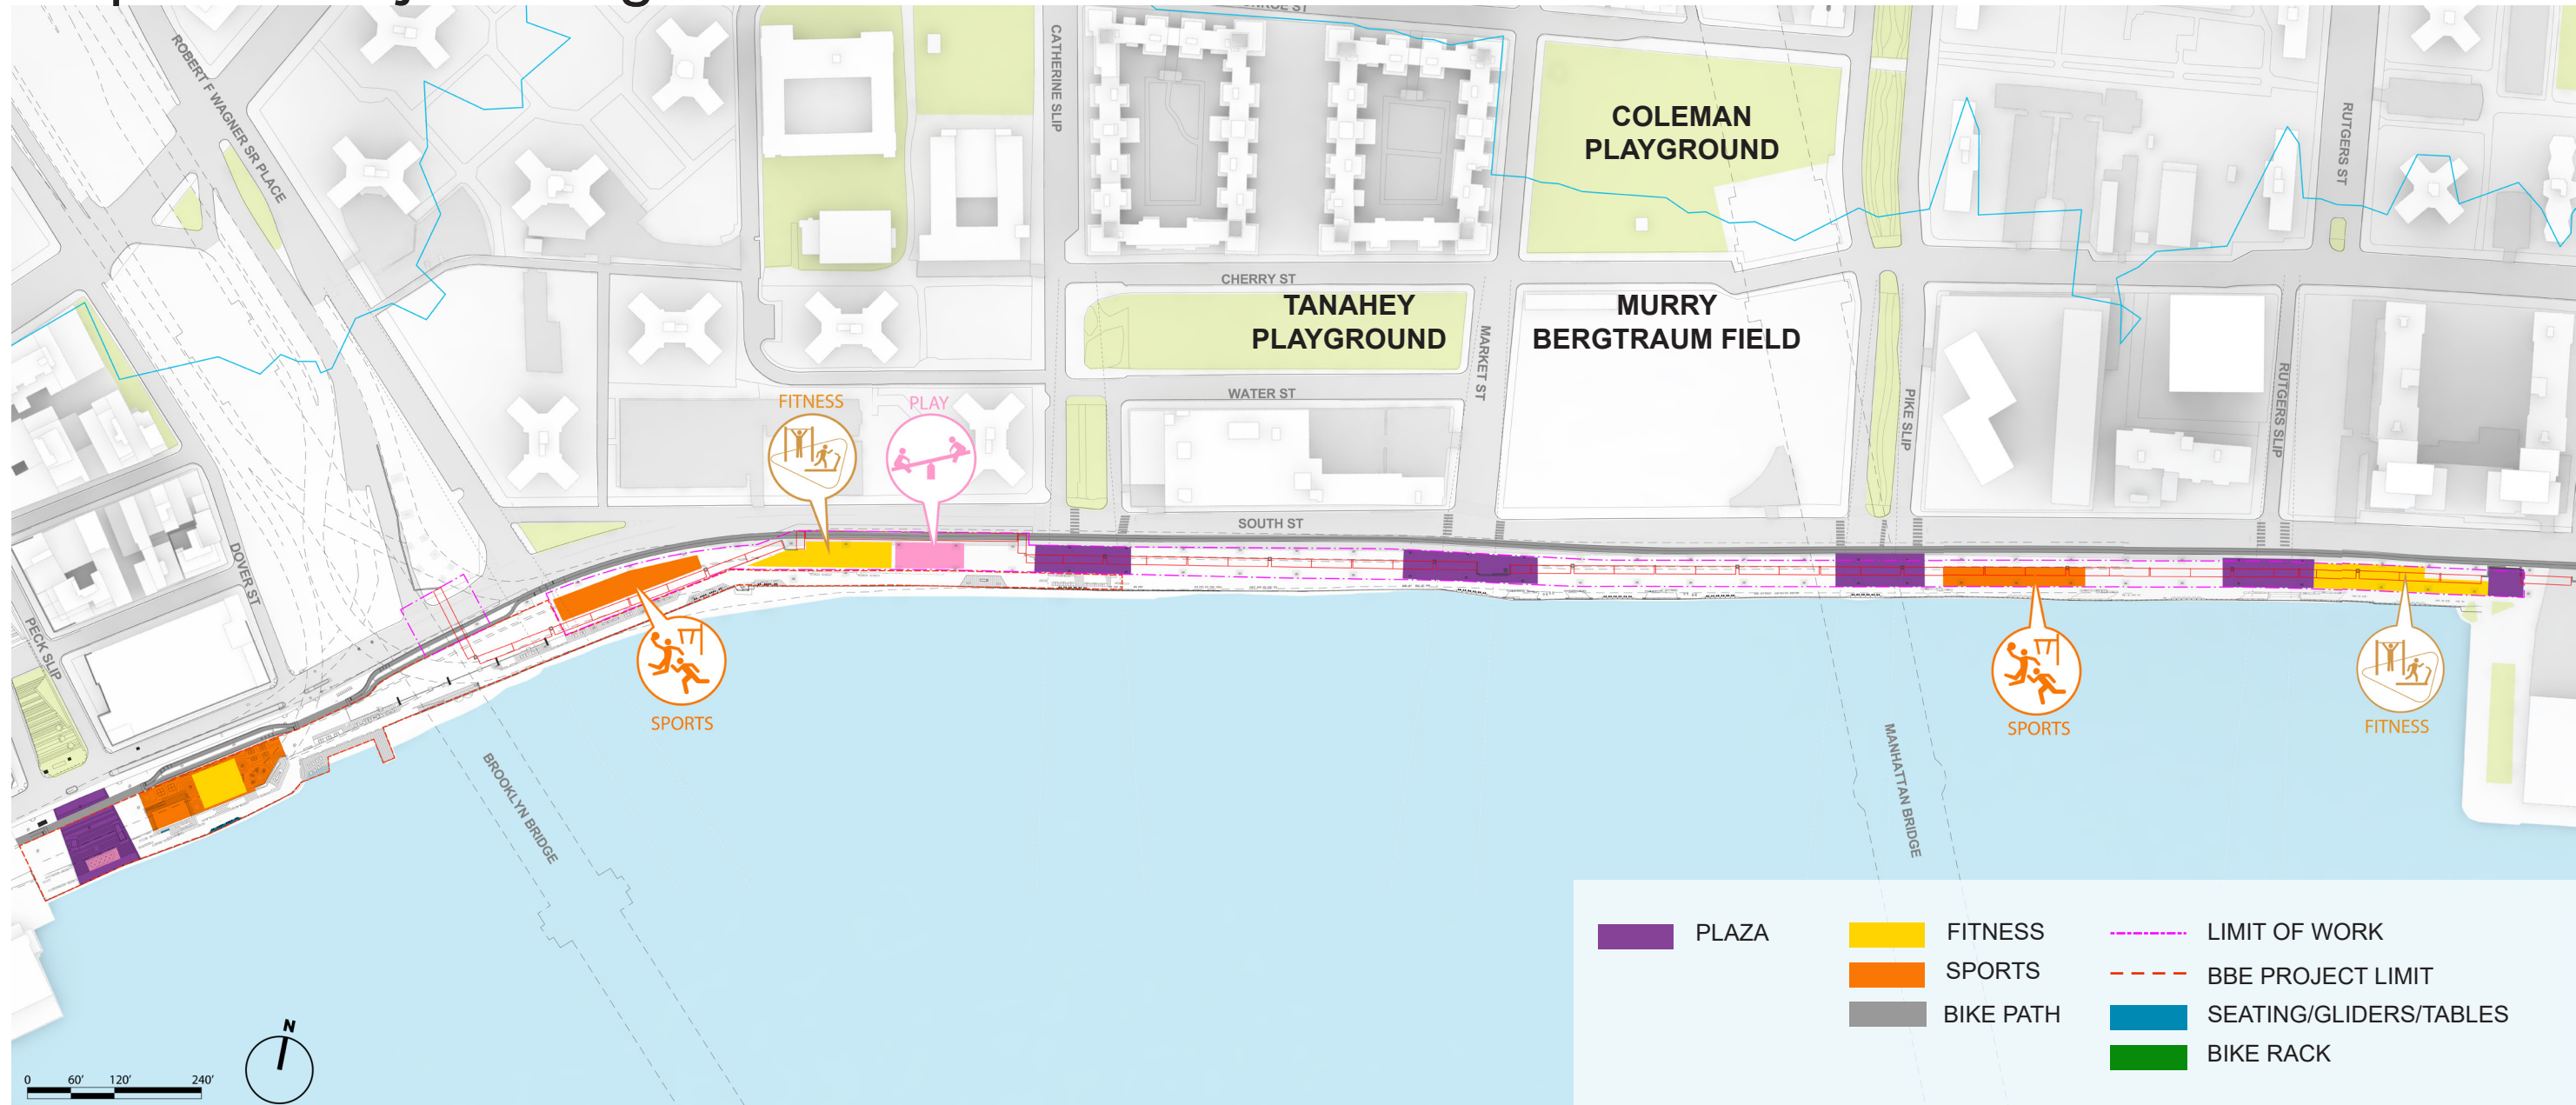 ROBERT F WAGNER SR PLACE
CATHERINE SLIP
COLEMAN
PLAYGROUND
RUTGERS ST
CHERRY ST
TANAHEY
PLAYGROUND
MURRY
BERGTRAUM FIELD
MARKET ST
WATER ST
PIKE SLIP
RUTGERS SLIP
FITNESS
PLAY
SOUTH ST
DOVER ST
PECK SLIP
SPORTS
SPORTS
FITNESS
BROOKLYN BRIDGE
MANHATTAN BRIDGE
PLAZA
FITNESS
SPORTS
BIKE PATH
LIMIT OF WORK
BBE PROJECT LIMIT
SEATING/GLIDERS/TABLES
BIKE RACK
N
0 60' 120' 240'